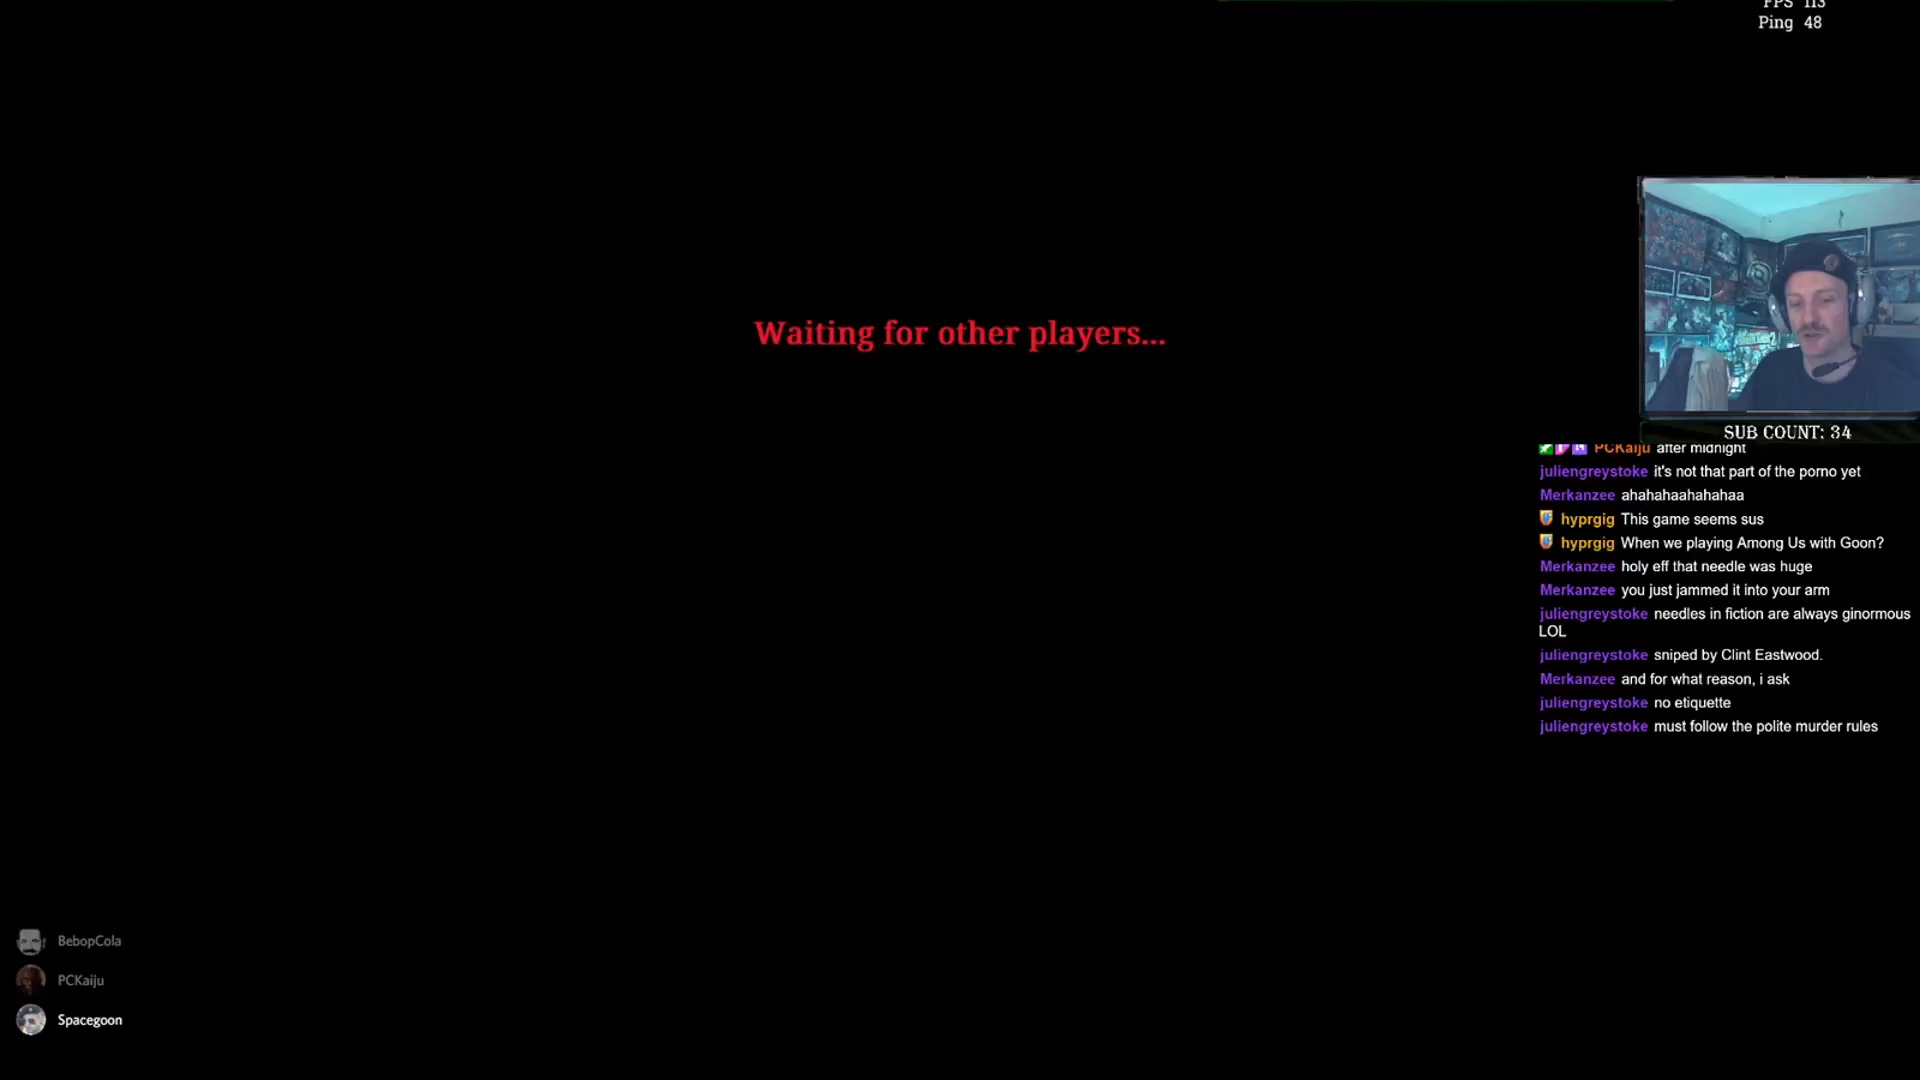 FPS 113
Ping 48
Waiting for other players...
SUB COUNT: 34
PCKaiju after midnight
juliengreystoke it's not that part of the porno yet
Merkanzee ahahahaahahahaa
hyprgig This game seems sus
hyprgig When we playing Among Us with Goon?
Merkanzee holy eff that needle was huge
Merkanzee you just jammed it into your arm
juliengreystoke needles in fiction are always ginormous
LOL
juliengreystoke sniped by Clint Eastwood.
Merkanzee and for what reason, i ask
juliengreystoke no etiquette
juliengreystoke must follow the polite murder rules
BebopCola
PCKaiju
Spacegoon